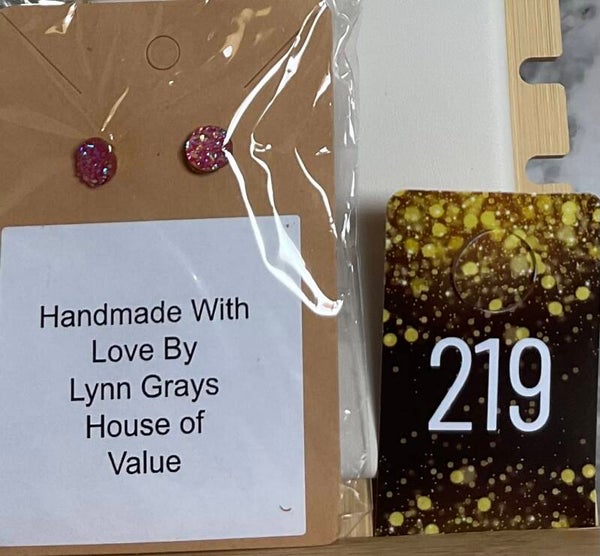 Handmade With
Love By
Lynn Grays
House of
Value
219